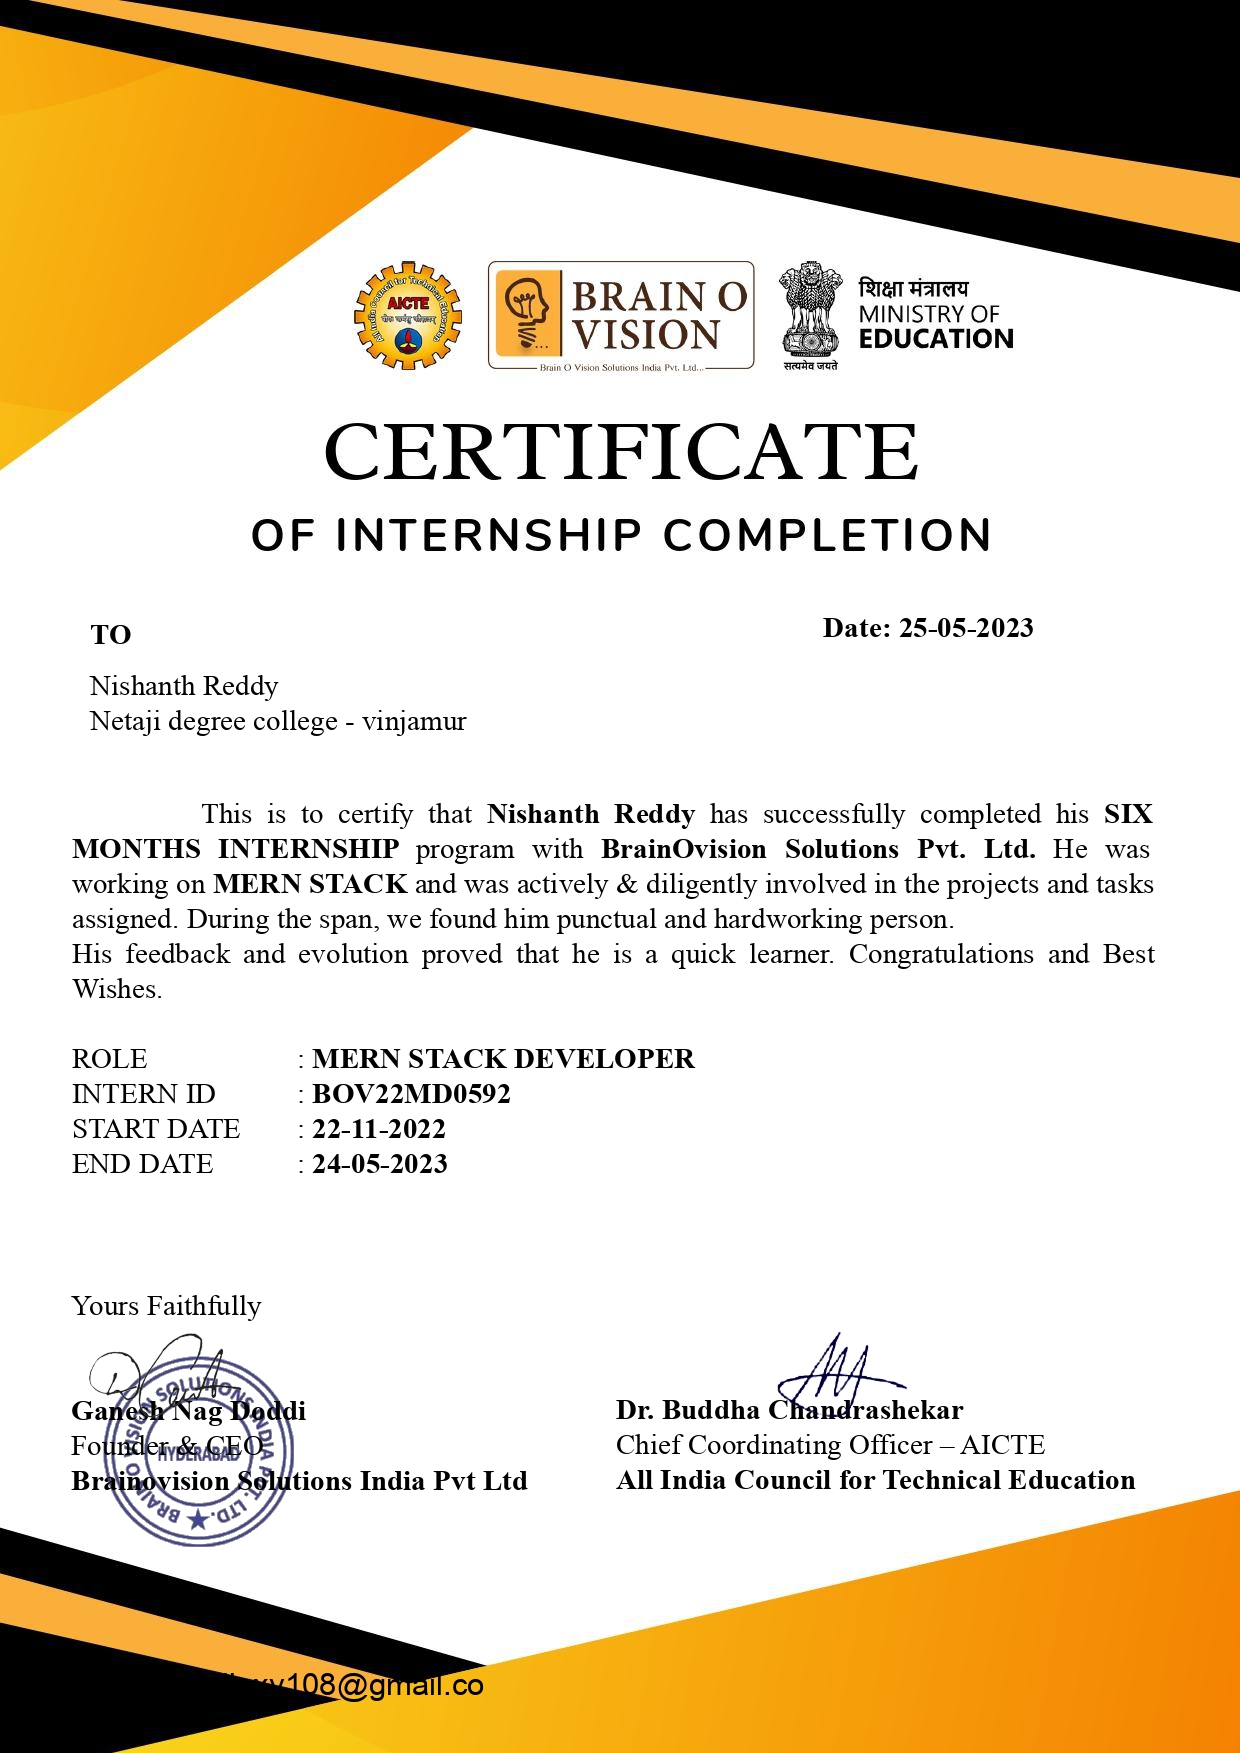 All India Council for Technical Education
AICTE
BRAIN O
VISION
Brain O Vision Solutions India Pvt. Ltd...
सत्यमेव जयते
शिक्षा मंत्रालय
MINISTRY OF
EDUCATION
CERTIFICATE
OF INTERNSHIP COMPLETION
TO
Date: 25-05-2023
Nishanth Reddy
Netaji degree college - vinjamur
This is to certify that Nishanth Reddy has successfully completed his SIX
MONTHS INTERNSHIP program with BrainOvision Solutions Pvt. Ltd. He was
working on MERN STACK and was actively & diligently involved in the projects and tasks
assigned. During the span, we found him punctual and hardworking person.
His feedback and evolution proved that he is a quick learner. Congratulations and Best
Wishes.
ROLE : MERN STACK DEVELOPER
INTERN ID : BOV22MD0592
START DATE : 22-11-2022
END DATE : 24-05-2023
Yours Faithfully
Ganesh Nag Doddi
Founder & CEO
Brainovision Solutions India Pvt Ltd
BRAIN O VISION SOLUTIONS INDIA PVT. LTD.
HYDERABAD
Dr. Buddha Chandrashekar
Chief Coordinating Officer – AICTE
All India Council for Technical Education
108@gmail.co